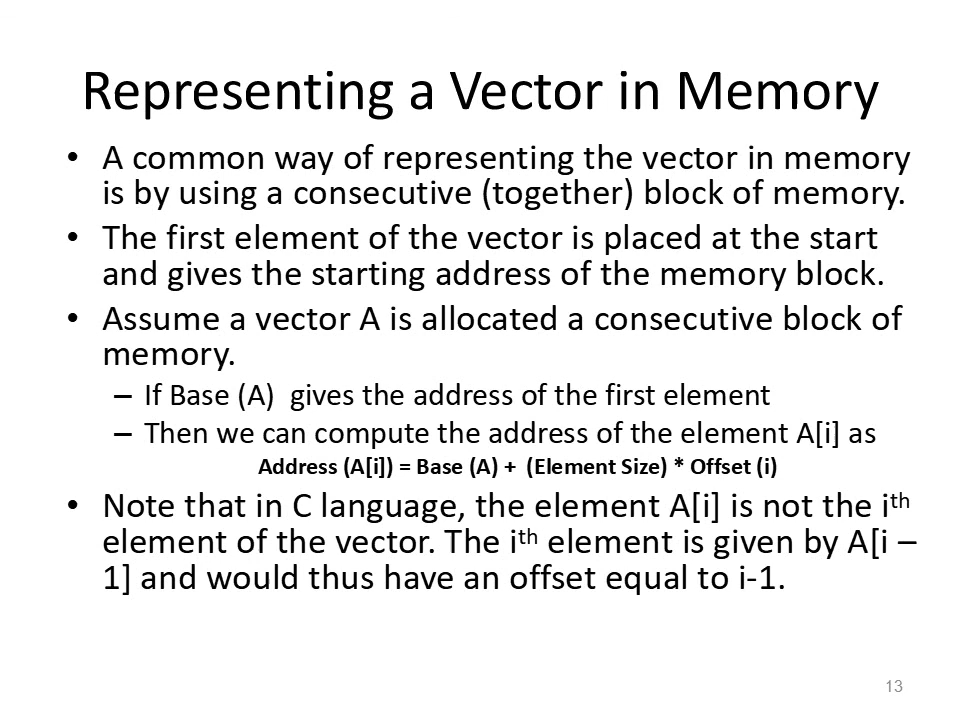 Representing a Vector in Memory
• A common way of representing the vector in memory
is by using a consecutive (together) block of memory.
• The first element of the vector is placed at the start
and gives the starting address of the memory block.
• Assume a vector A is allocated a consecutive block of
memory.
– If Base (A)  gives the address of the first element
– Then we can compute the address of the element A[i] as
Address (A[i]) = Base (A) +  (Element Size) * Offset (i)
• Note that in C language, the element A[i] is not the iᵗʰ
element of the vector. The iᵗʰ element is given by A[i –
1] and would thus have an offset equal to i-1.
13